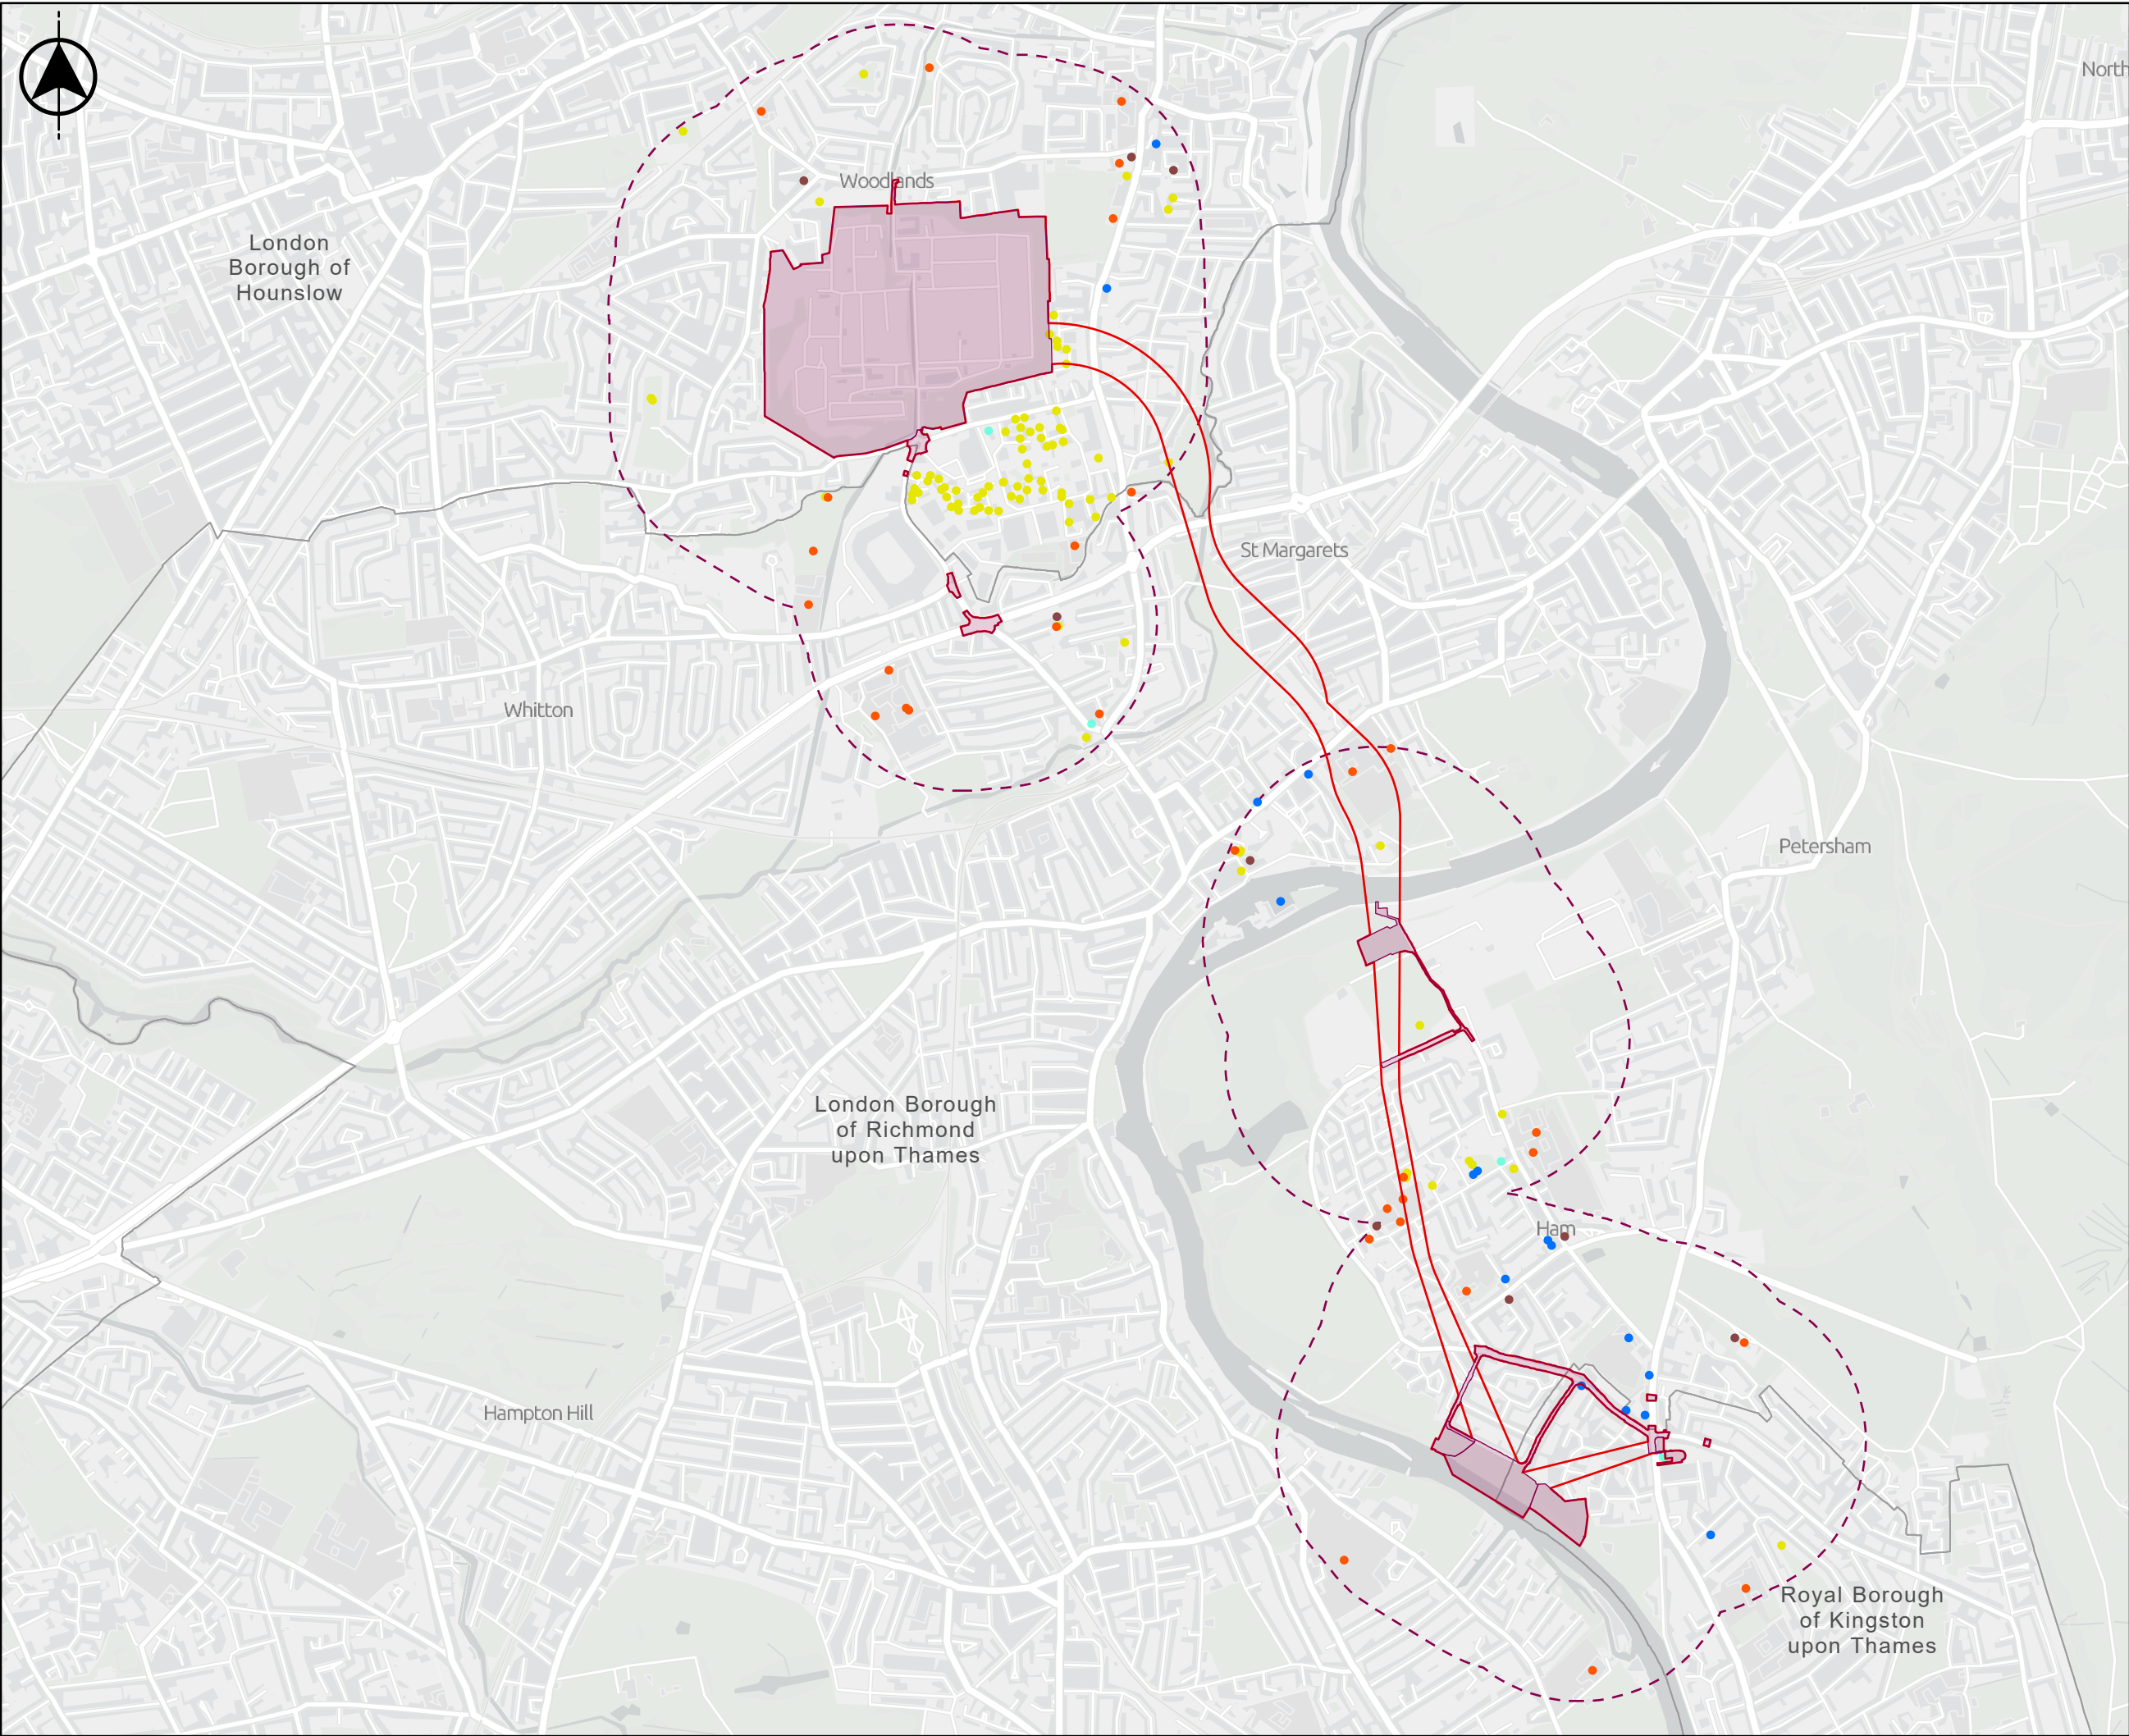 North
Woodlands
London
Borough of
Hounslow
St Margarets
Whitton
Petersham
London Borough
of Richmond
upon Thames
Ham
Hampton Hill
Royal Borough
of Kingston
upon Thames